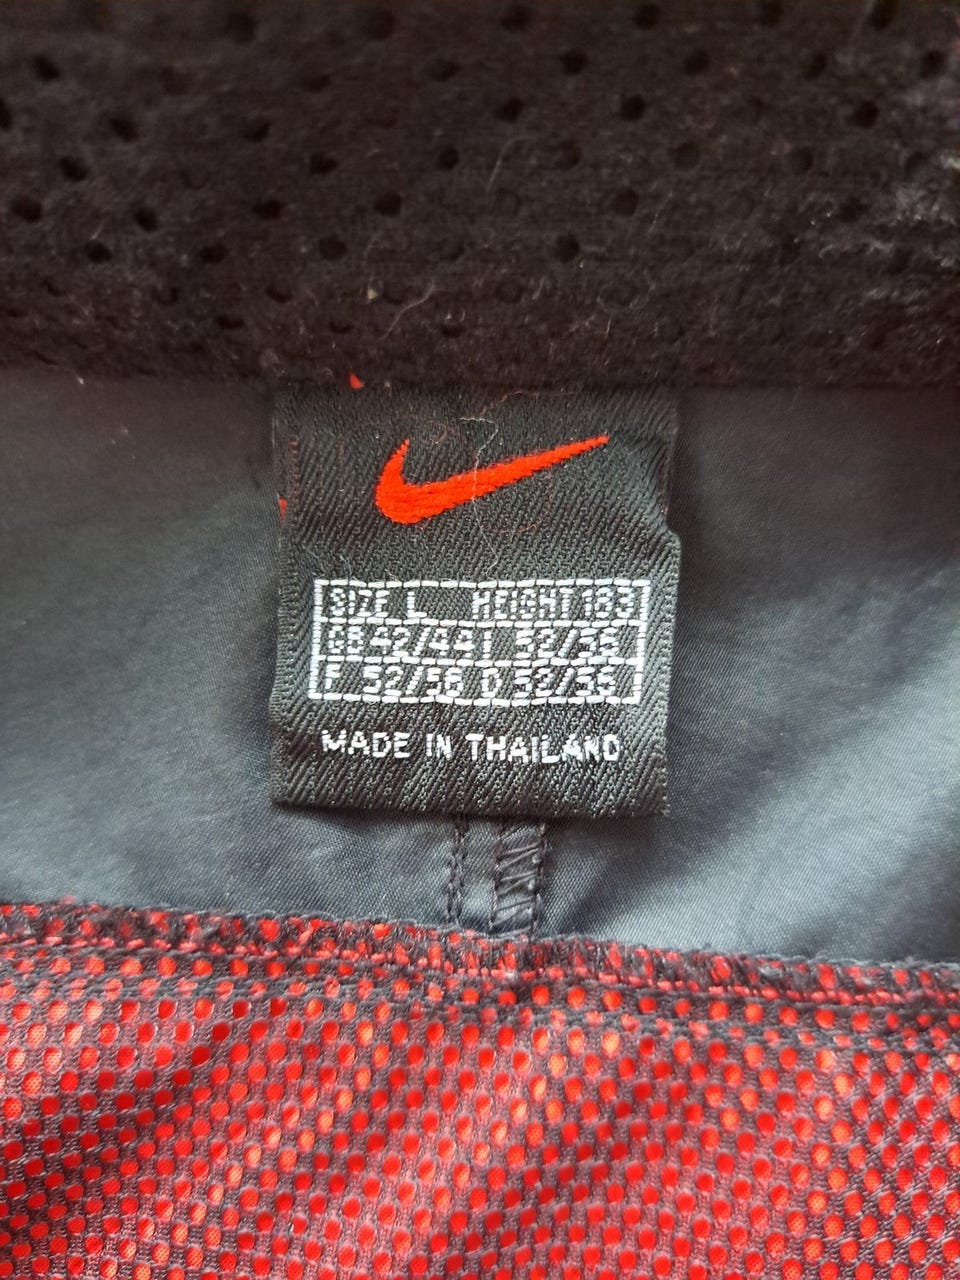 SIZE L HEIGHT 183
GB 42/44 I 52/56
F 52/56 D 52/56
MADE IN THAILAND